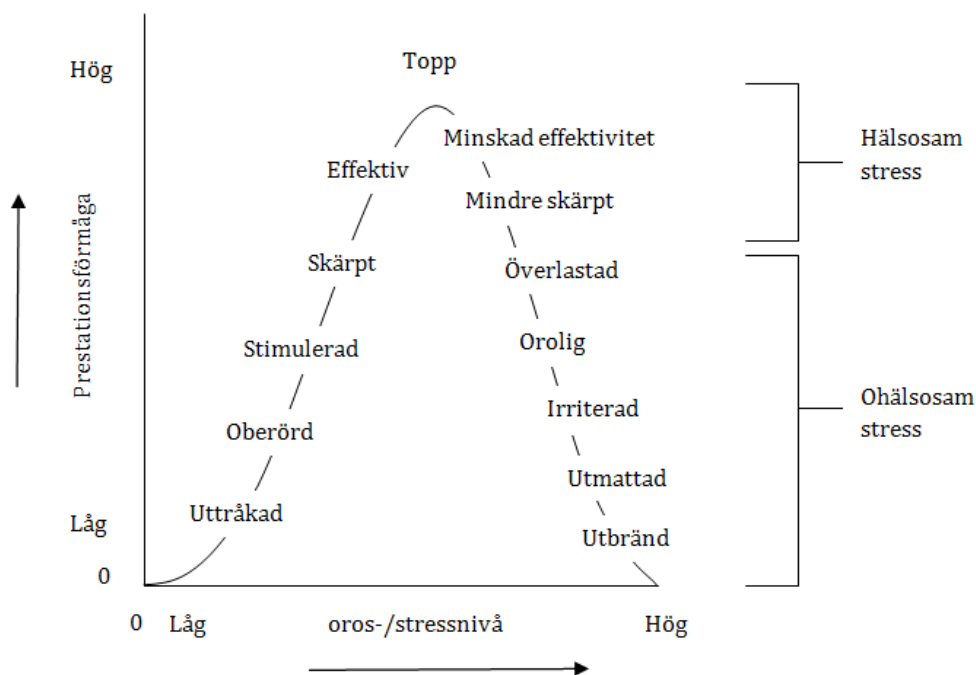 Topp
Hög
Minskad effektivitet
Hälsosam
stress
Effektiv
Mindre skärpt
Skärpt
Överlastad
Prestationsförmåga
Stimulerad
Orolig
Ohälsosam
stress
Irriterad
Oberörd
Utmattad
Uttråkad
Låg
Utbränd
0
0
Låg
oros-/stressnivå
Hög